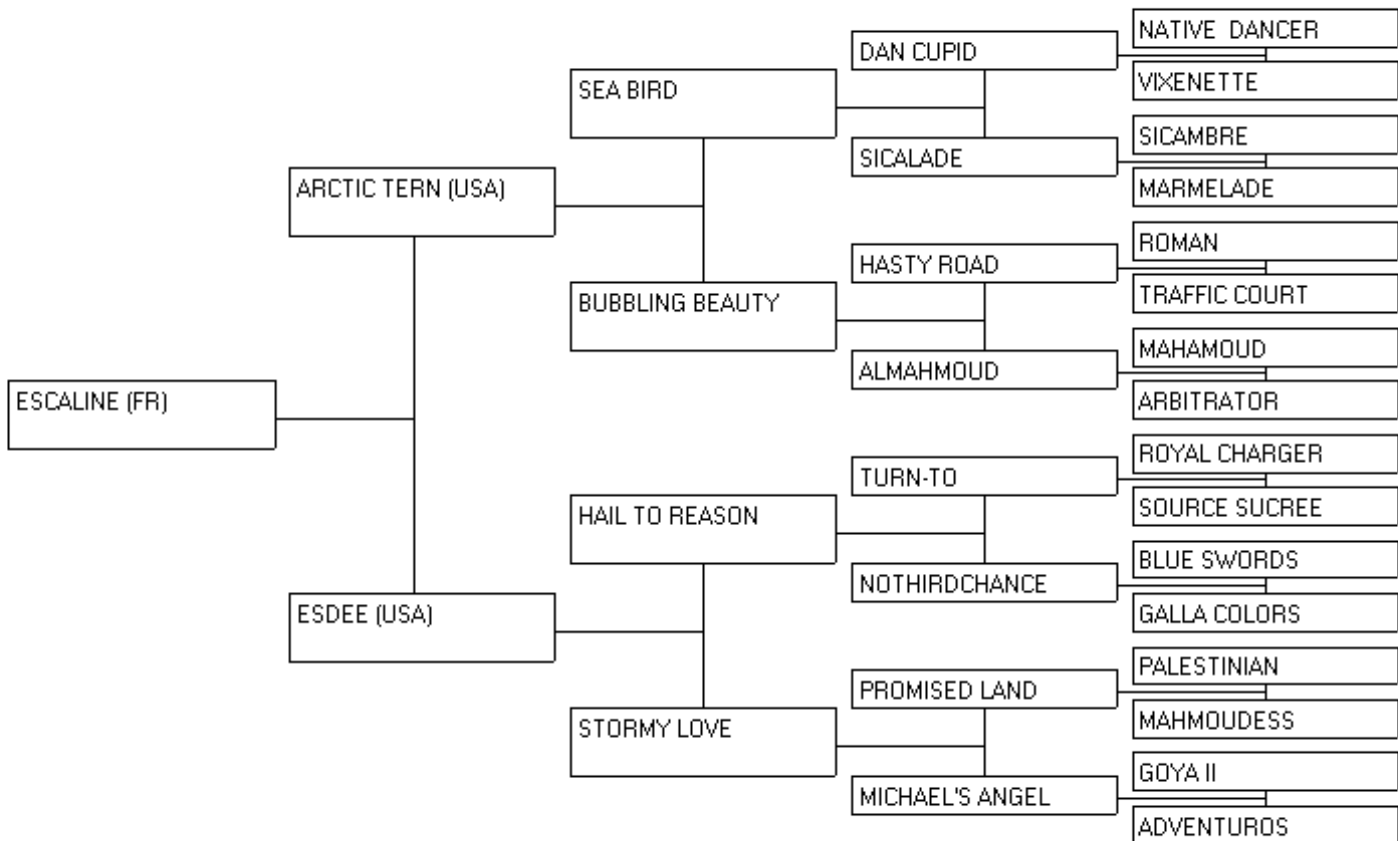 NATIVE DANCER
DAN CUPID
VIXENETTE
SEA BIRD
SICAMBRE
SICALADE
MARMELADE
ARCTIC TERN (USA)
ROMAN
HASTY ROAD
TRAFFIC COURT
BUBBLING BEAUTY
MAHAMOUD
ALMAHMOUD
ARBITRATOR
ESCALINE (FR)
ROYAL CHARGER
TURN-TO
SOURCE SUCREE
HAIL TO REASON
BLUE SWORDS
NOTHIRDCHANCE
GALLA COLORS
ESDEE (USA)
PALESTINIAN
PROMISED LAND
MAHMOUDESS
STORMY LOVE
GOYA II
MICHAEL'S ANGEL
ADVENTUROS